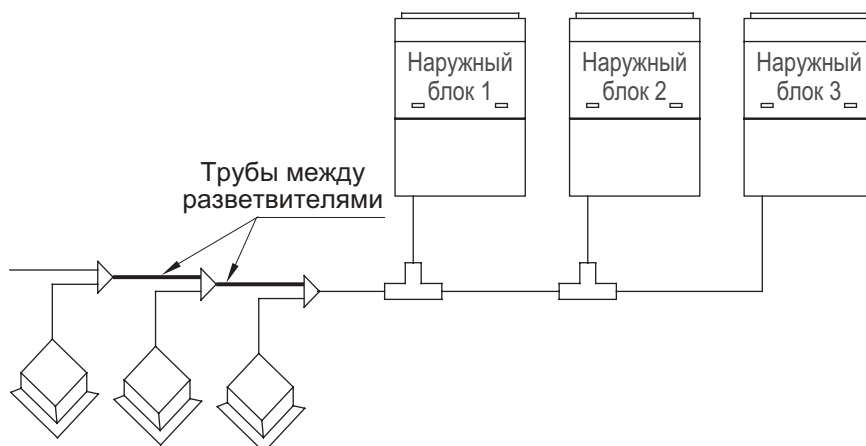 Наружный
блок 1
Наружный
блок 2
Наружный
блок 3
Трубы между
разветвителями